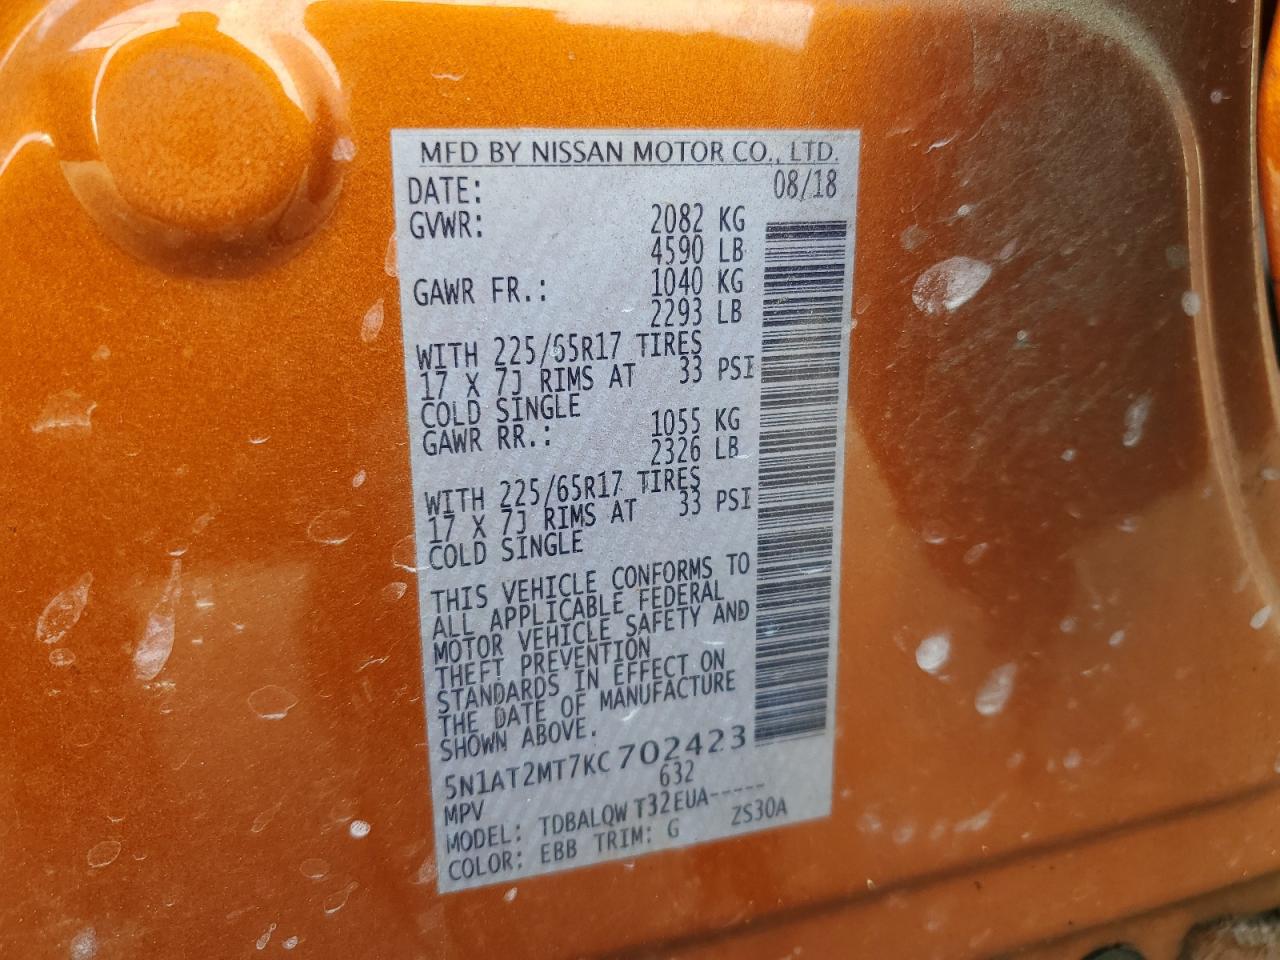 MFD BY NISSAN MOTOR CO., LTD.
DATE: 08/18
GVWR: 2082 KG
4590 LB
GAWR FR.: 1040 KG
2293 LB
WITH 225/65R17 TIRES
17 X 7J RIMS AT 33 PSI
COLD SINGLE
GAWR RR.: 1055 KG
2326 LB
WITH 225/65R17 TIRES
17 X 7J RIMS AT 33 PSI
COLD SINGLE
THIS VEHICLE CONFORMS TO
ALL APPLICABLE FEDERAL
MOTOR VEHICLE SAFETY AND
THEFT PREVENTION
STANDARDS IN EFFECT ON
THE DATE OF MANUFACTURE
SHOWN ABOVE.
5N1AT2MT7KC702423
MPV 632
MODEL: TDBALQW T32EUA-----
COLOR: EBB TRIM: G ZS30A